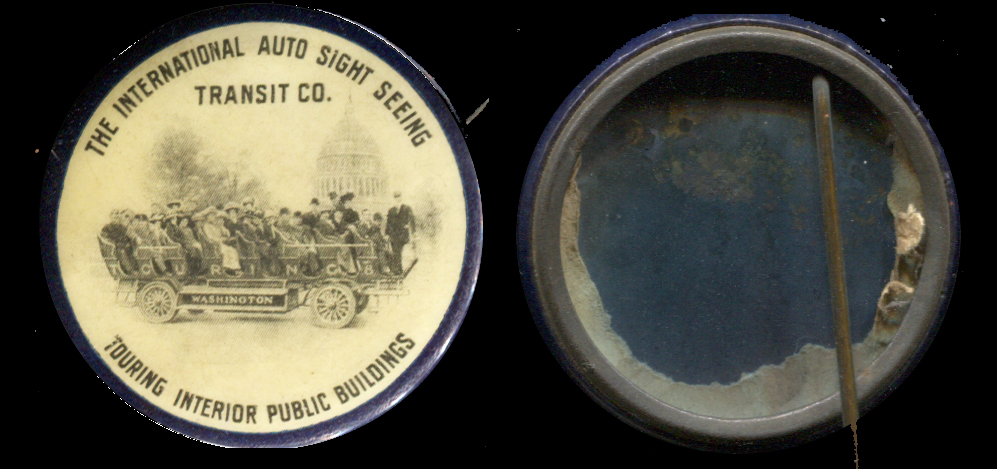 THE INTERNATIONAL AUTO SIGHT SEEING
TRANSIT CO.
WASHINGTON
TOURING INTERIOR PUBLIC BUILDINGS